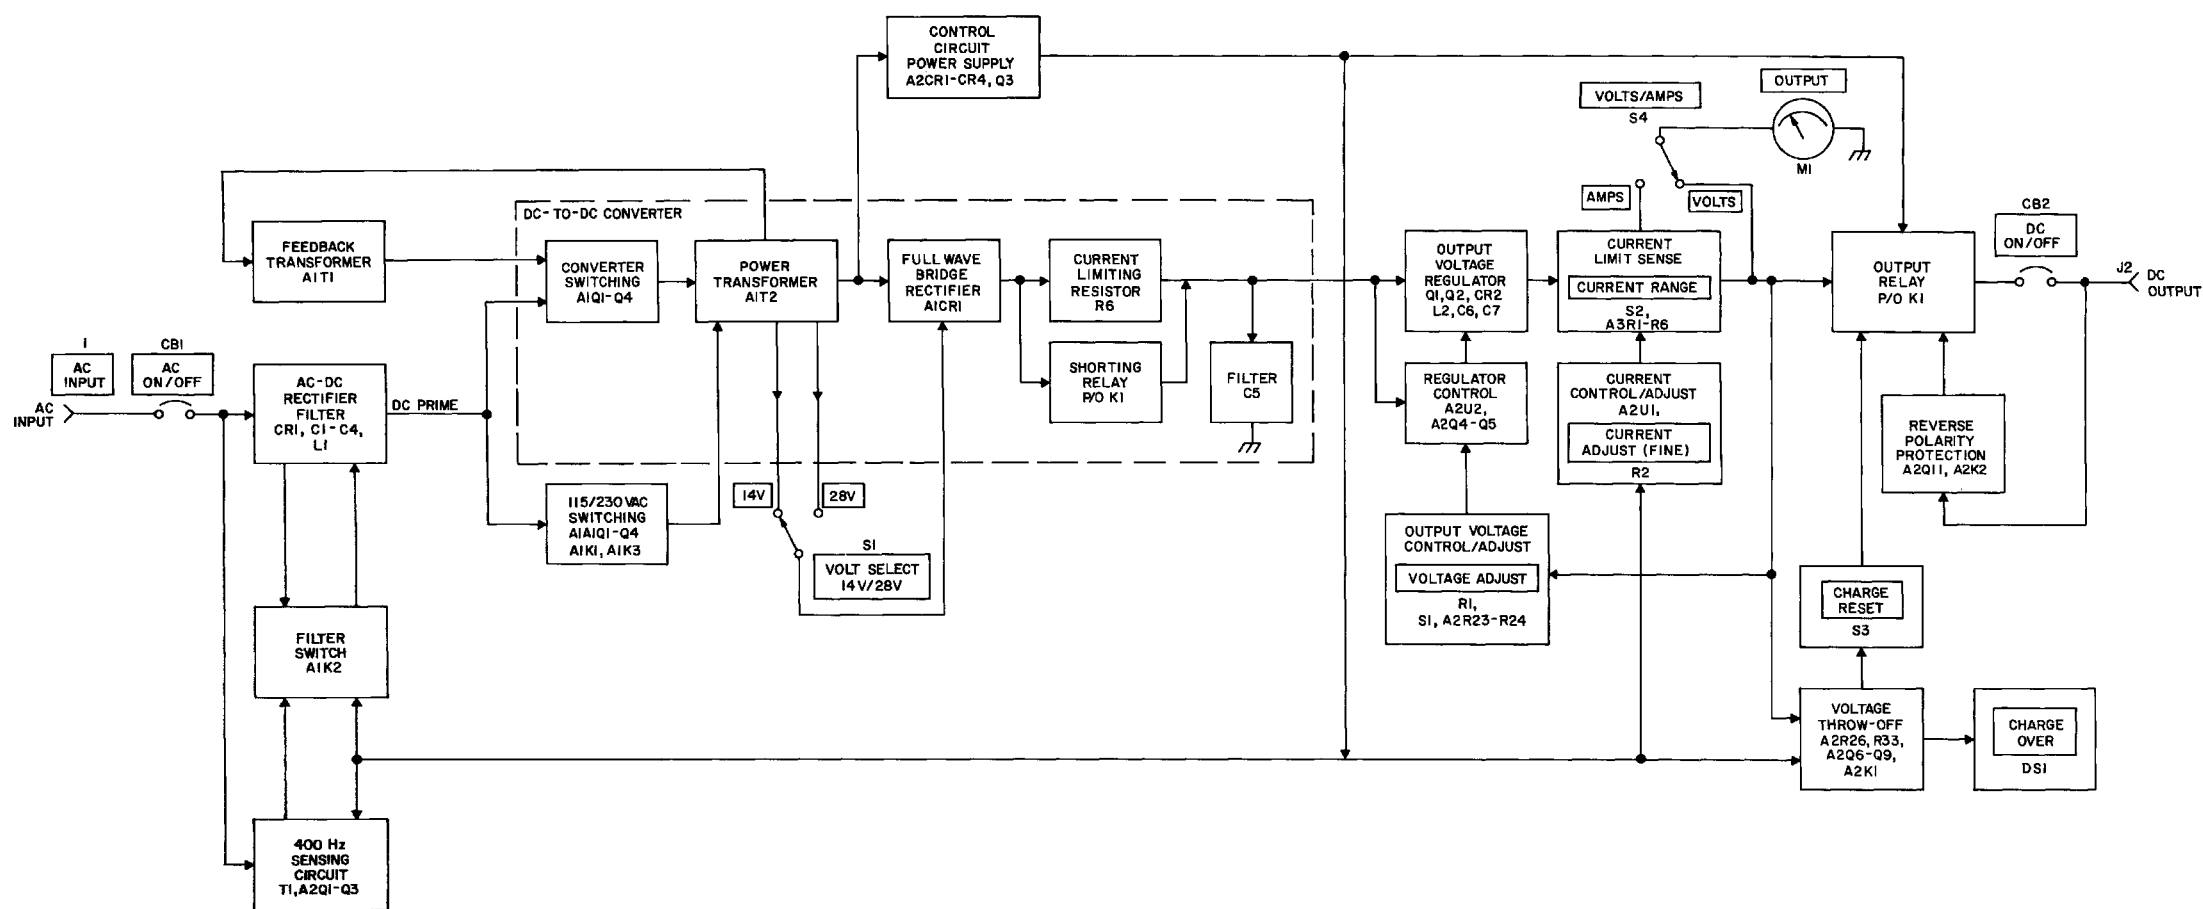 CONTROL
CIRCUIT
POWER SUPPLY
A2CR1-CR4, Q3
OUTPUT
VOLTS/AMPS
S4
M1
AMPS
VOLTS
DC-TO-DC CONVERTER
FEEDBACK
TRANSFORMER
A1T1
CONVERTER
SWITCHING
A1Q1-Q4
POWER
TRANSFORMER
A1T2
FULL WAVE
BRIDGE
RECTIFIER
A1CR1
CURRENT
LIMITING
RESISTOR
R6
OUTPUT
VOLTAGE
REGULATOR
Q1, Q2, CR2
L2, C6, C7
CURRENT
LIMIT SENSE
CURRENT RANGE
S2,
A3R1-R6
OUTPUT
RELAY
P/O K1
CB2
DC
ON/OFF
J2
DC
OUTPUT
1
AC
INPUT
CB1
AC
ON/OFF
AC
INPUT
AC-DC
RECTIFIER
FILTER
CR1, C1-C4,
L1
DC PRIME
SHORTING
RELAY
P/O K1
FILTER
C5
REGULATOR
CONTROL
A2U2,
A2Q4-Q5
CURRENT
CONTROL/ADJUST
A2U1,
CURRENT
ADJUST (FINE)
R2
REVERSE
POLARITY
PROTECTION
A2Q11, A2K2
115/230 VAC
SWITCHING
A1A1Q1-Q4
A1K1, A1K3
14V
28V
S1
VOLT SELECT
14V/28V
OUTPUT VOLTAGE
CONTROL/ADJUST
VOLTAGE ADJUST
R1,
S1, A2R23-R24
CHARGE
RESET
S3
FILTER
SWITCH
A1K2
VOLTAGE
THROW-OFF
A2R26, R33,
A2Q6-Q9,
A2K1
CHARGE
OVER
DS1
400 Hz
SENSING
CIRCUIT
T1, A2Q1-Q3